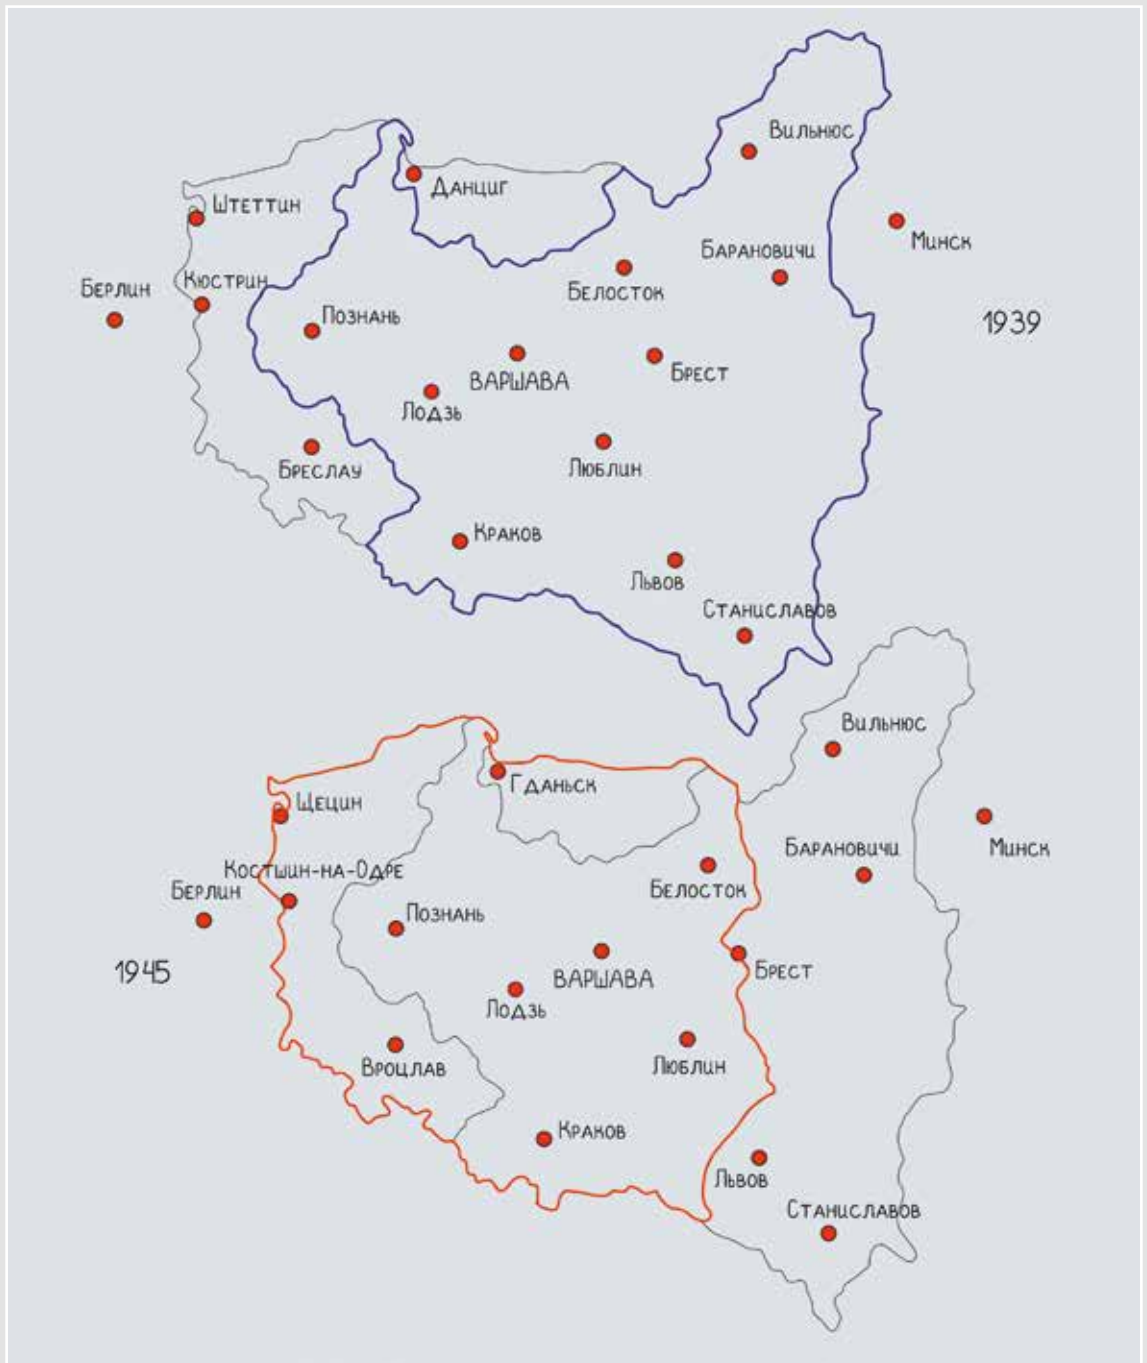 Вильнюс
Данциг
Штеттин
Минск
Барановичи
Белосток
Кюстрин
Берлин
Познань
1939
Варшава
Брест
Лодзь
Люблин
Бреслау
Краков
Львов
Станиславов
Вильнюс
Гданьск
Щецин
Минск
Барановичи
Костшин-на-Одре
Белосток
Берлин
Познань
1945
Варшава
Брест
Лодзь
Люблин
Вроцлав
Краков
Львов
Станиславов